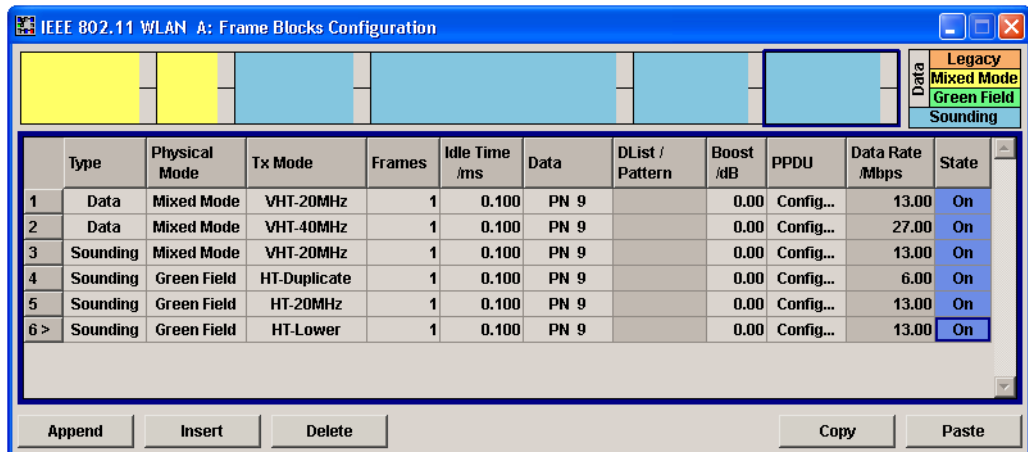 IEEE 802.11 WLAN A: Frame Blocks Configuration
Data
Legacy
Mixed Mode
Green Field
Sounding
Type Physical Mode Tx Mode Frames Idle Time /ms Data DList / Pattern Boost /dB PPDU Data Rate /Mbps State
1 Data Mixed Mode VHT-20MHz 1 0.100 PN 9 0.00 Config... 13.00 On
2 Data Mixed Mode VHT-40MHz 1 0.100 PN 9 0.00 Config... 27.00 On
3 Sounding Mixed Mode VHT-20MHz 1 0.100 PN 9 0.00 Config... 13.00 On
4 Sounding Green Field HT-Duplicate 1 0.100 PN 9 0.00 Config... 6.00 On
5 Sounding Green Field HT-20MHz 1 0.100 PN 9 0.00 Config... 13.00 On
6 > Sounding Green Field HT-Lower 1 0.100 PN 9 0.00 Config... 13.00 On
Append Insert Delete Copy Paste